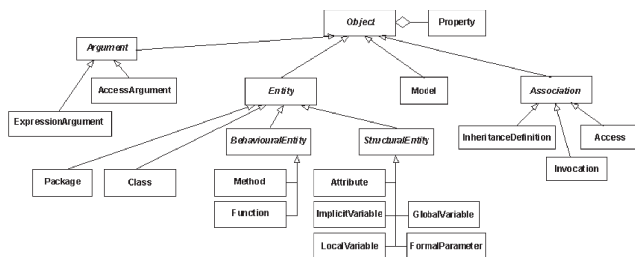 Object
Property
Argument
AccessArgument
Entity
Model
Association
ExpressionArgument
BehaviouralEntity
StructuralEntity
InheritanceDefinition
Access
Package
Class
Method
Attribute
Invocation
Function
ImplicitVariable
GlobalVariable
LocalVariable
FormalParameter